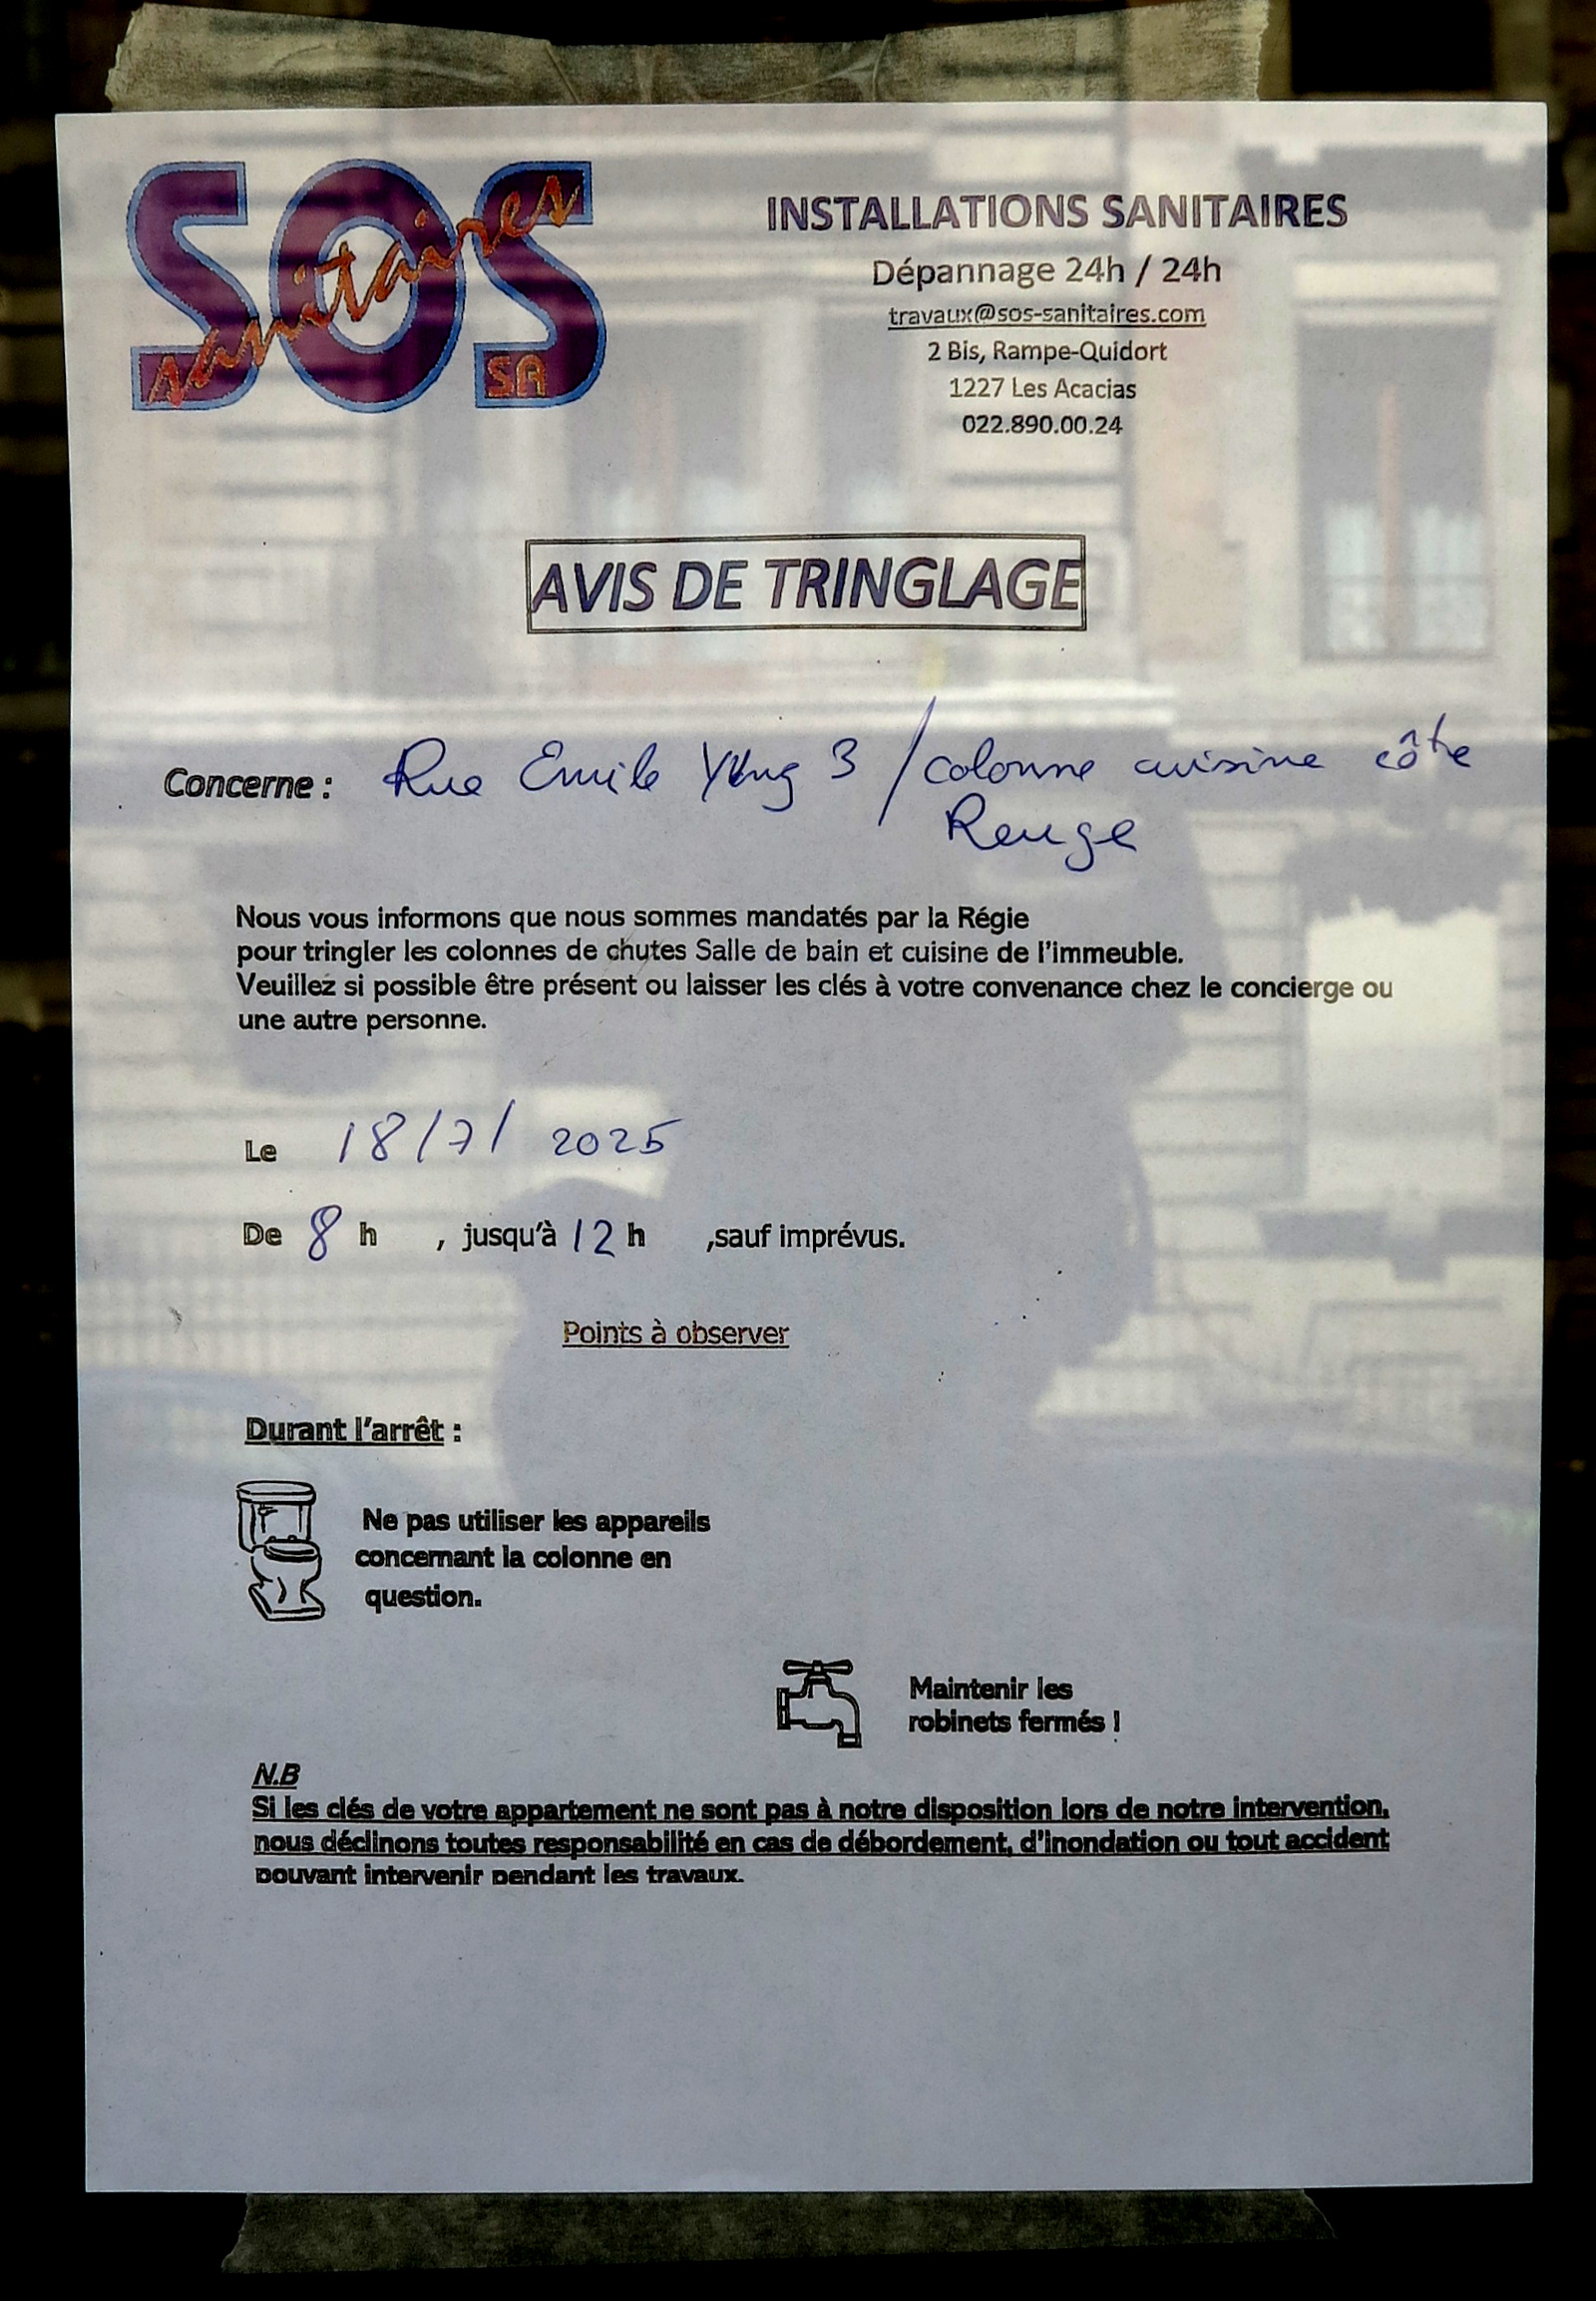 SOS
sanitaires
SA
INSTALLATIONS SANITAIRES
Dépannage 24h / 24h
travaux@sos-sanitaires.com
2 Bis, Rampe-Quidort
1227 Les Acacias
022.890.00.24
AVIS DE TRINGLAGE
Concerne : Rue Emile Yung 3 / colonne cuisine côte
Rouge
Nous vous informons que nous sommes mandatés par la Régie
pour tringler les colonnes de chutes Salle de bain et cuisine de l'immeuble.
Veuillez si possible être présent ou laisser les clés à votre convenance chez le concierge ou
une autre personne.
Le 18/7/ 2025
De 8 h , jusqu'à 12 h ,sauf imprévus.
Points à observer
Durant l'arrêt :
Ne pas utiliser les appareils
concernant la colonne en
question.
Maintenir les
robinets fermés !
N.B
Si les clés de votre appartement ne sont pas à notre disposition lors de notre intervention,
nous déclinons toutes responsabilité en cas de débordement, d'inondation ou tout accident
pouvant intervenir pendant les travaux.